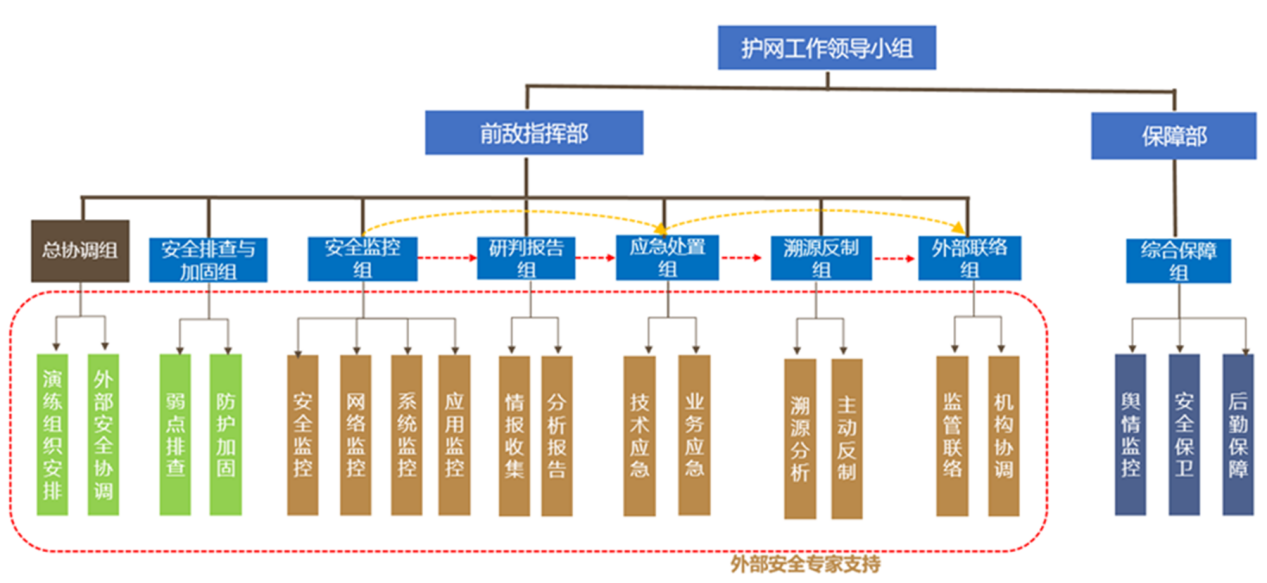 护网工作领导小组
前敌指挥部
保障部
总协调组
安全排查与
加固组
安全监控
组
研判报告
组
应急处置
组
溯源反制
组
外部联络
组
综合保障
组
演练组织安排
外部安全协调
弱点排查
防护加固
安全监控
网络监控
系统监控
应用监控
情报收集
分析报告
技术应急
业务应急
溯源分析
主动反制
监管联络
机构协调
舆情监控
安全保卫
后勤保障
外部安全专家支持